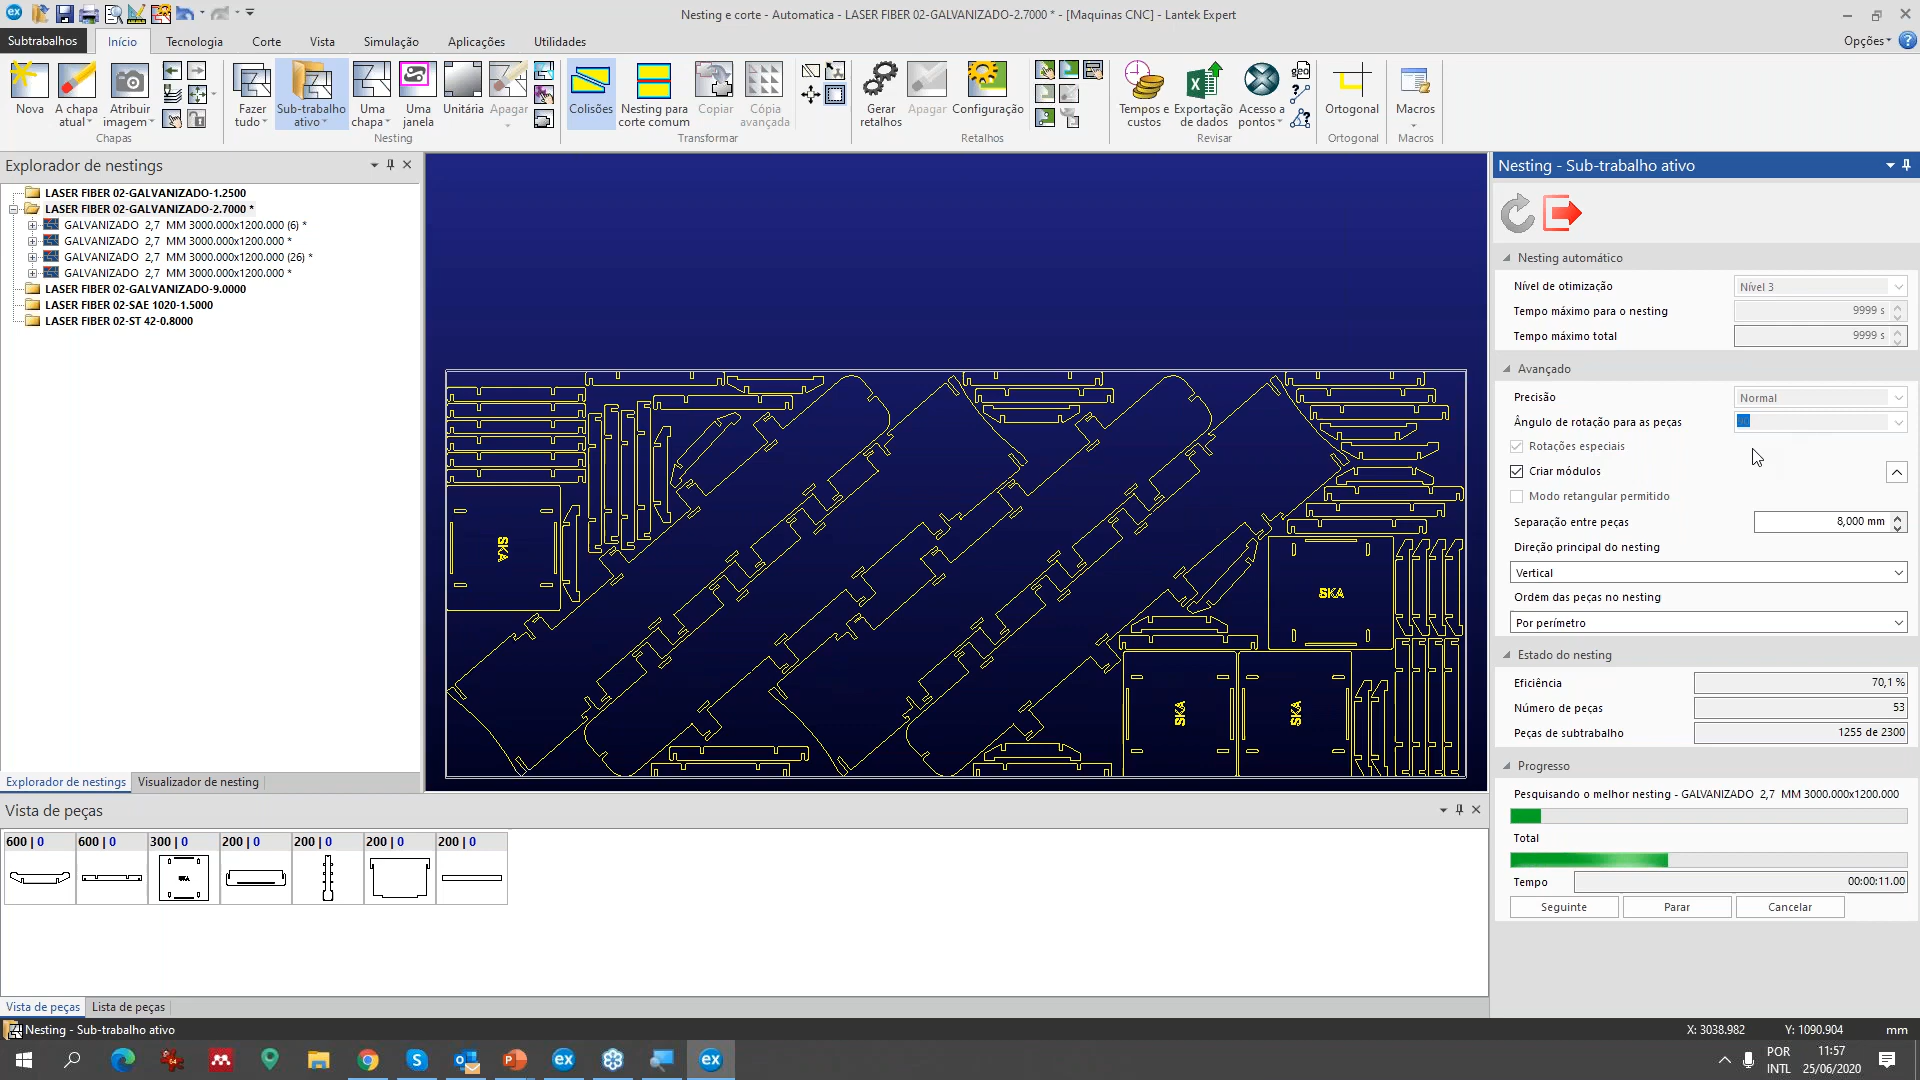 Nesting e corte - Automatica - LASER FIBER 02-GALVANIZADO-2.7000 * - [Maquinas CNC] - Lantek Expert
Subtrabalhos Início Tecnologia Corte Vista Simulação Aplicações Utilidades Opções
Nova
A chapa atual
Atribuir imagem
Chapas
Fazer tudo
Sub-trabalho ativo
Uma chapa
Uma janela
Unitária
Apagar
Nesting
Colisões
Nesting para corte comum
Copiar
Cópia avançada
Transformar
Gerar retalhos
Apagar
Configuração
Retalhos
Tempos e custos
Exportação de dados
Acesso a pontos
Revisar
Ortogonal
Ortogonal
Macros
Macros
Explorador de nestings
LASER FIBER 02-GALVANIZADO-1.2500
LASER FIBER 02-GALVANIZADO-2.7000 *
GALVANIZADO 2,7 MM 3000.000x1200.000 (6) *
GALVANIZADO 2,7 MM 3000.000x1200.000 *
GALVANIZADO 2,7 MM 3000.000x1200.000 (26) *
GALVANIZADO 2,7 MM 3000.000x1200.000 *
LASER FIBER 02-GALVANIZADO-9.0000
LASER FIBER 02-SAE 1020-1.5000
LASER FIBER 02-ST 42-0.8000
Explorador de nestings Visualizador de nesting
SKA
SKA
SKA
SKA
Nesting - Sub-trabalho ativo
Nesting automático
Nível de otimização Nível 3
Tempo máximo para o nesting 9999 s
Tempo máximo total 9999 s
Avançado
Precisão Normal
Ângulo de rotação para as peças
Rotações especiais
Criar módulos
Modo retangular permitido
Separação entre peças 8,000 mm
Direção principal do nesting
Vertical
Ordem das peças no nesting
Por perímetro
Estado do nesting
Eficiência 70,1 %
Número de peças 53
Peças de subtrabalho 1255 de 2300
Progresso
Pesquisando o melhor nesting - GALVANIZADO 2,7 MM 3000.000x1200.000
Total
Tempo 00:00:11.00
Seguinte Parar Cancelar
Vista de peças
600 | 0 600 | 0 300 | 0 200 | 0 200 | 0 200 | 0 200 | 0
SKA
Vista de peças Lista de peças
Nesting - Sub-trabalho ativo X: 3038.982 Y: 1090.904 mm
POR
INTL
11:57
25/06/2020